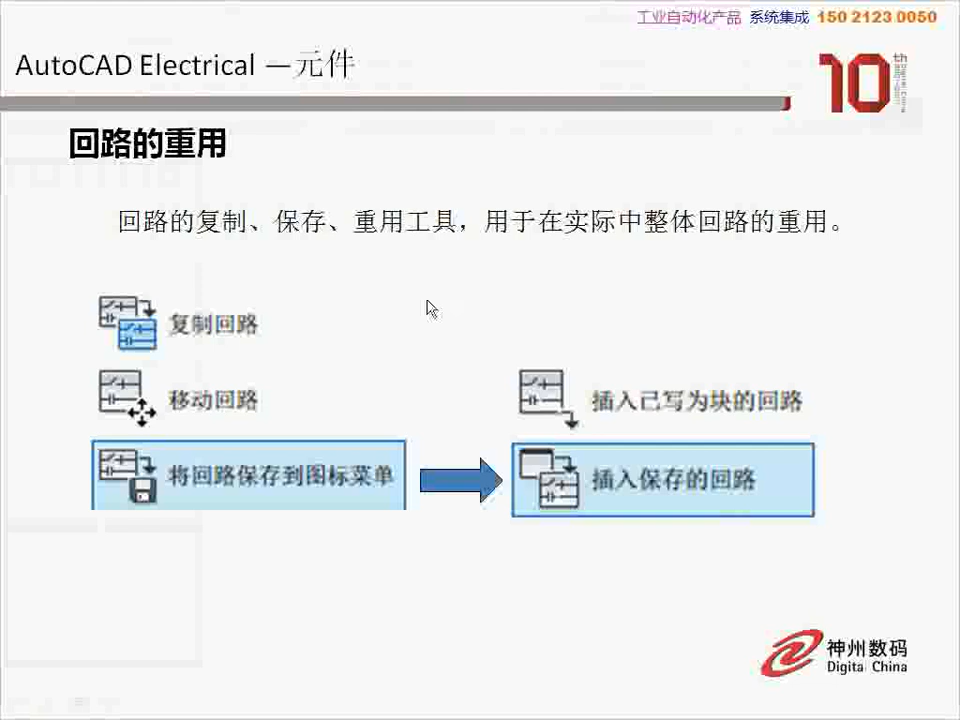 工业自动化产品 系统集成 150 2123 0050
AutoCAD Electrical —元件
10th
回路的重用
回路的复制、保存、重用工具，用于在实际中整体回路的重用。
复制回路
移动回路
插入已写为块的回路
将回路保存到图标菜单
插入保存的回路
神州数码
Digital China